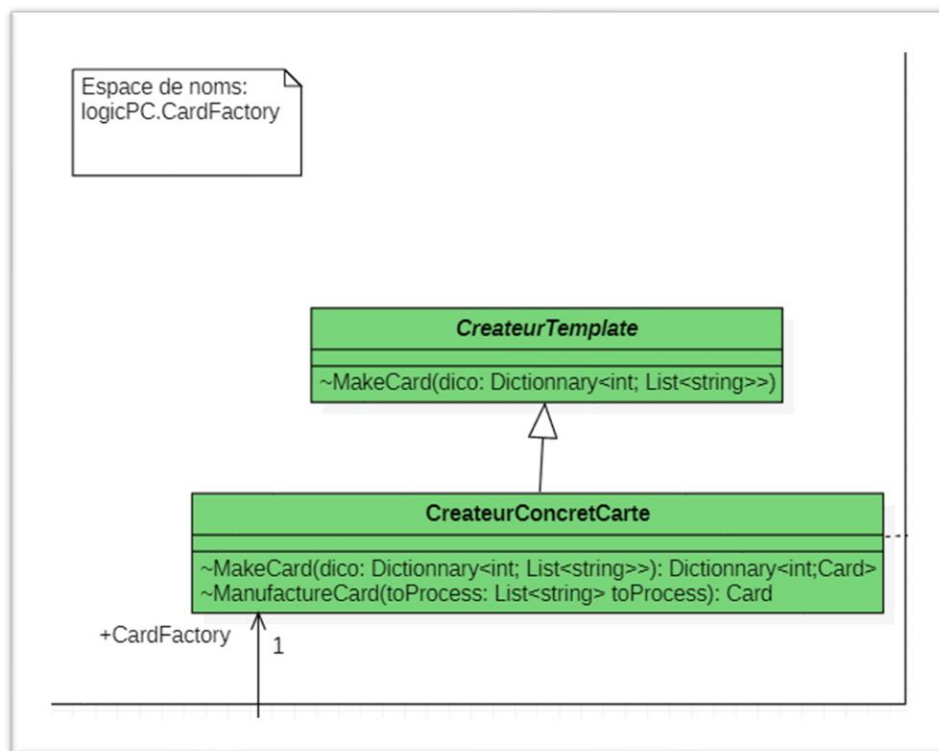 Espace de noms:
logicPC.CardFactory
CreateurTemplate
~MakeCard(dico: Dictionnary<int; List<string>>)
CreateurConcretCarte
~MakeCard(dico: Dictionnary<int; List<string>>): Dictionnary<int;Card>
~ManufactureCard(toProcess: List<string> toProcess): Card
+CardFactory
1